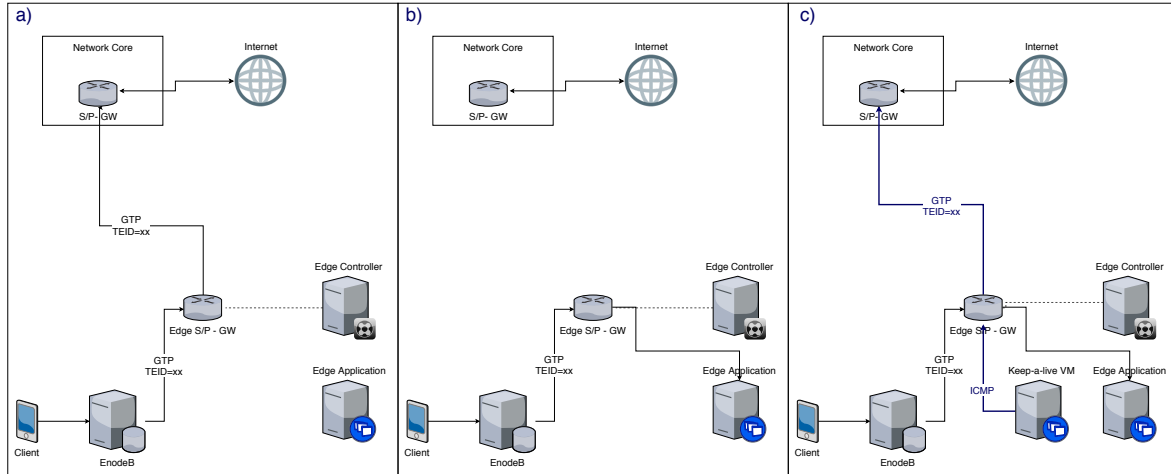 a)
Network Core
Internet
S/P- GW
GTP
TEID=xx
Edge Controller
Edge S/P - GW
GTP
TEID=xx
Edge Application
Client
EnodeB
b)
Network Core
Internet
S/P- GW
Edge Controller
Edge S/P - GW
GTP
TEID=xx
Edge Application
Client
EnodeB
c)
Network Core
Internet
S/P- GW
GTP
TEID=xx
Edge Controller
Edge S/P - GW
GTP
TEID=xx
Keep-a-live VM
Edge Application
ICMP
Client
EnodeB